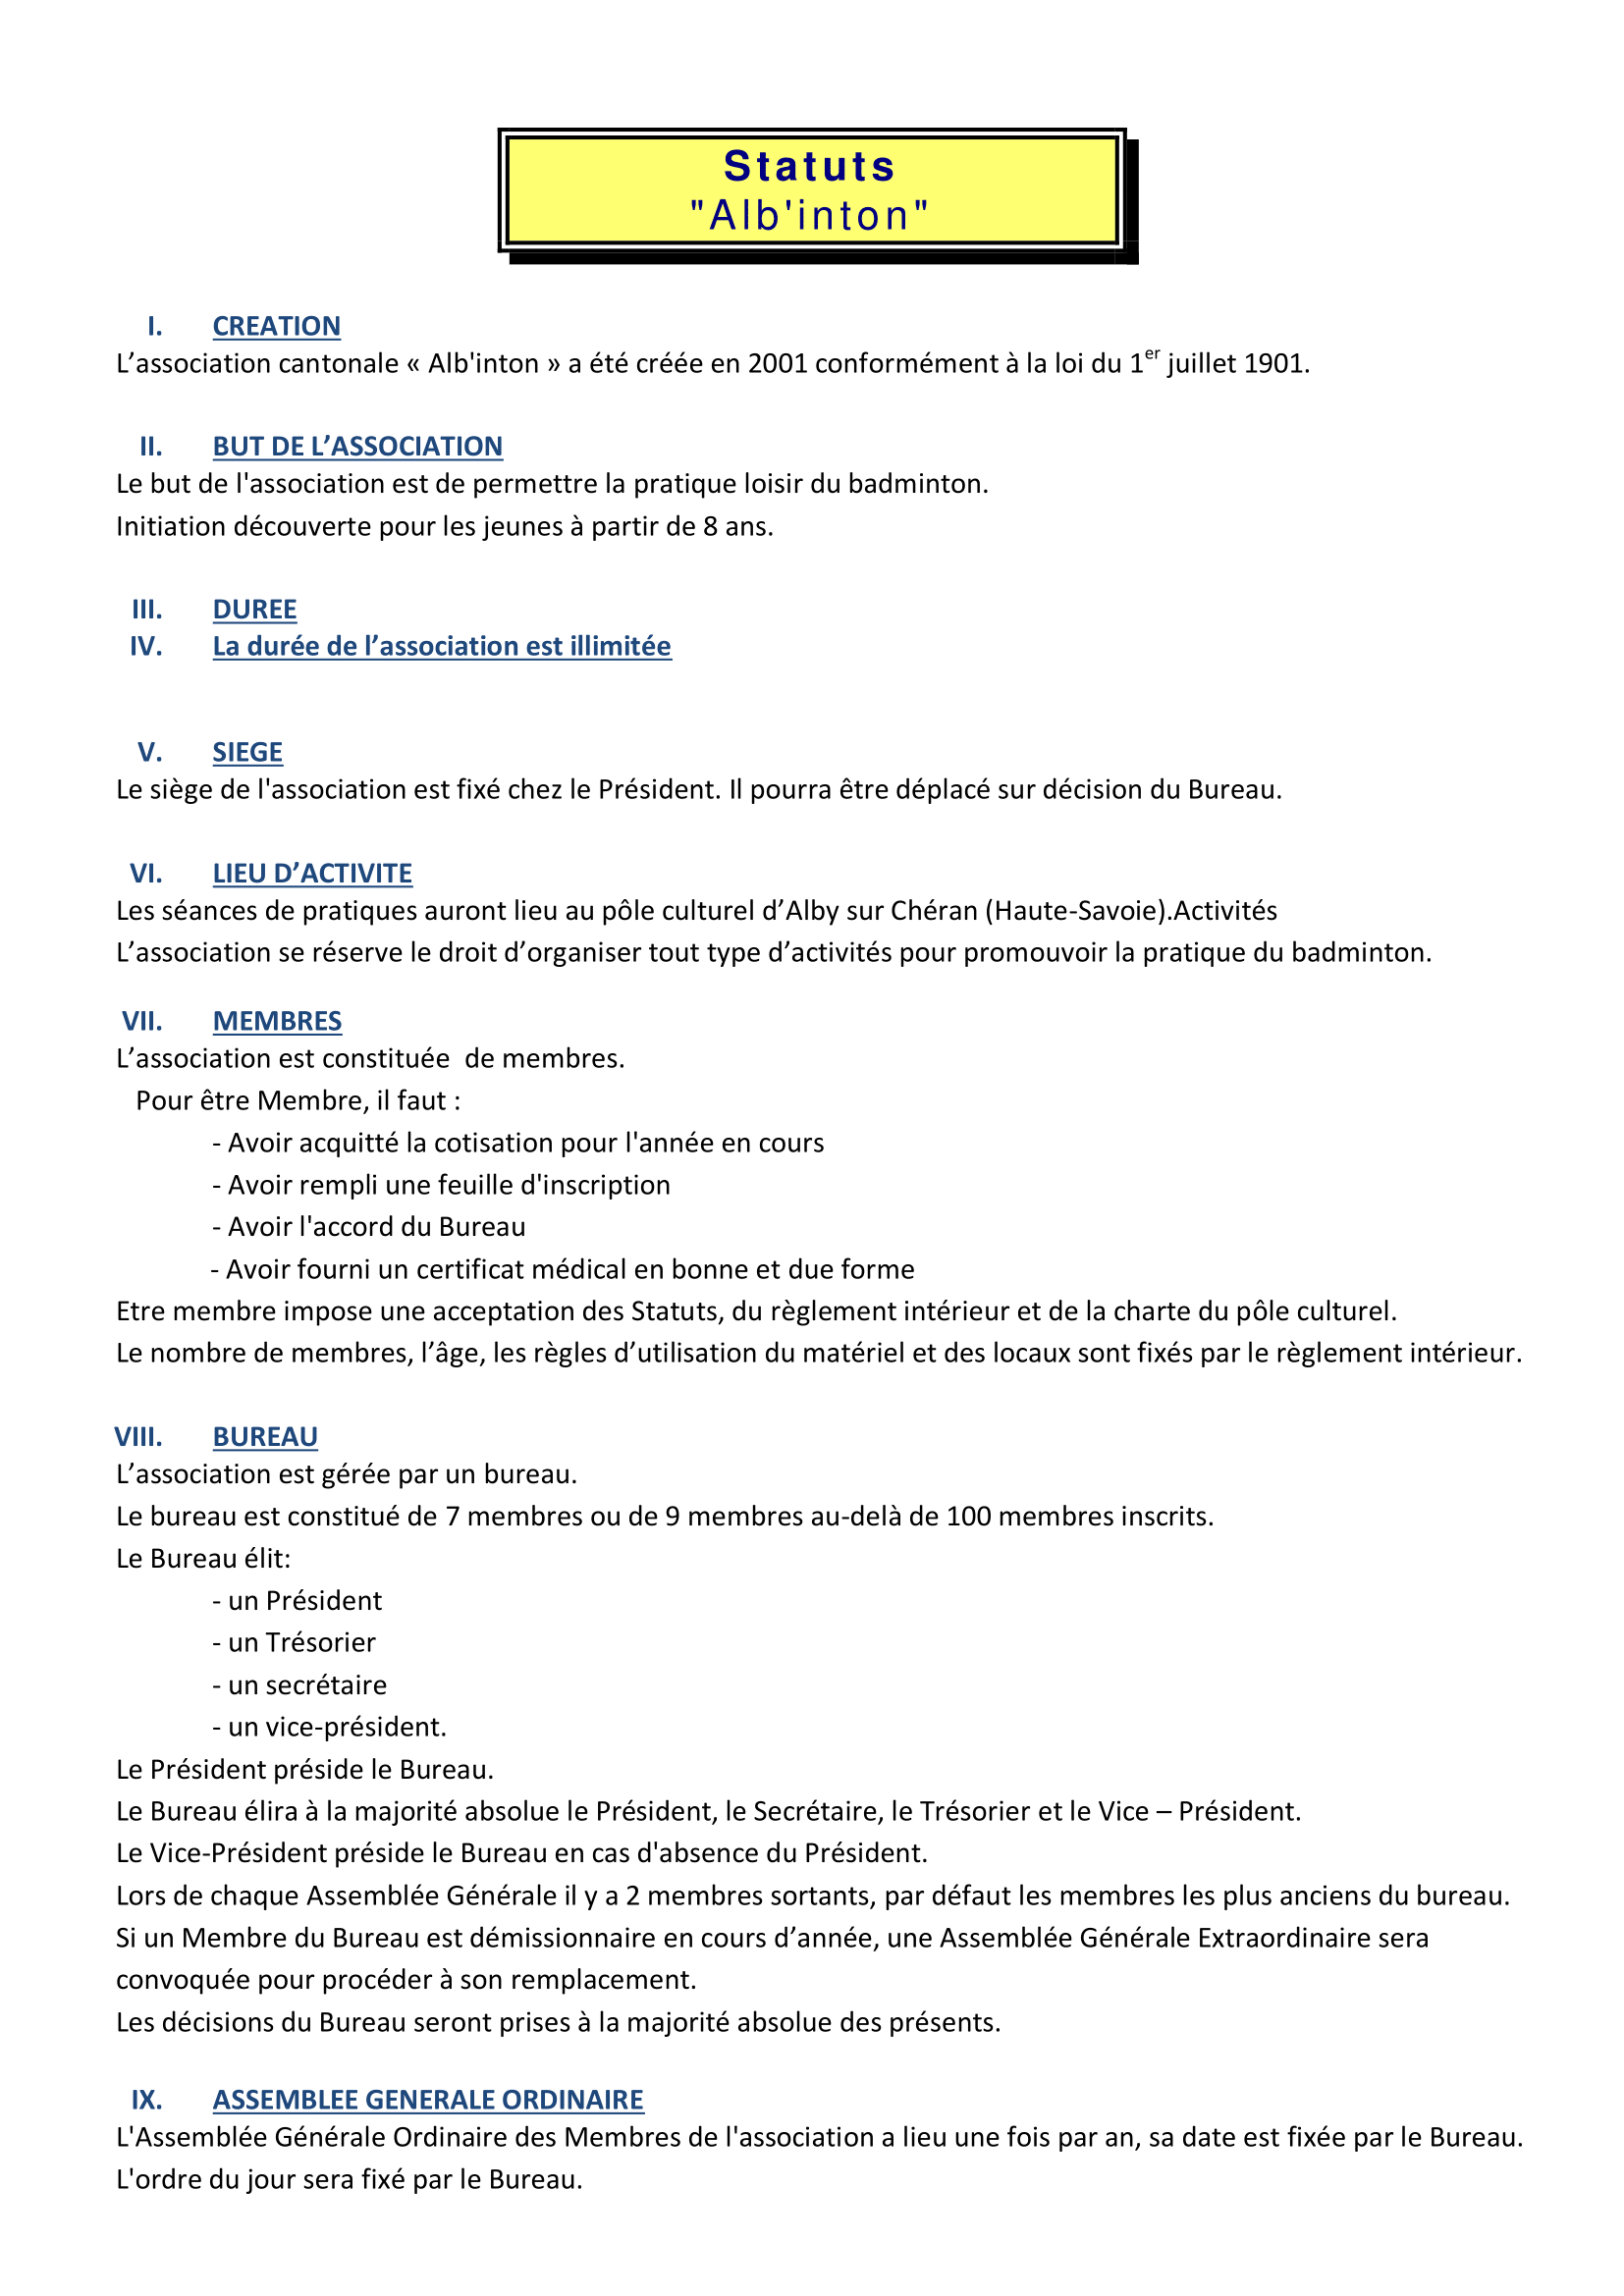 Statuts
"Alb'inton"
I. CREATION
L’association cantonale « Alb'inton » a été créée en 2001 conformément à la loi du 1er juillet 1901.
II. BUT DE L’ASSOCIATION
Le but de l'association est de permettre la pratique loisir du badminton.
Initiation découverte pour les jeunes à partir de 8 ans.
III. DUREE
IV. La durée de l’association est illimitée
V. SIEGE
Le siège de l'association est fixé chez le Président. Il pourra être déplacé sur décision du Bureau.
VI. LIEU D’ACTIVITE
Les séances de pratiques auront lieu au pôle culturel d’Alby sur Chéran (Haute-Savoie).Activités
L’association se réserve le droit d’organiser tout type d’activités pour promouvoir la pratique du badminton.
VII. MEMBRES
L’association est constituée  de membres.
Pour être Membre, il faut :
- Avoir acquitté la cotisation pour l'année en cours
- Avoir rempli une feuille d'inscription
- Avoir l'accord du Bureau
- Avoir fourni un certificat médical en bonne et due forme
Etre membre impose une acceptation des Statuts, du règlement intérieur et de la charte du pôle culturel.
Le nombre de membres, l’âge, les règles d’utilisation du matériel et des locaux sont fixés par le règlement intérieur.
VIII. BUREAU
L’association est gérée par un bureau.
Le bureau est constitué de 7 membres ou de 9 membres au-delà de 100 membres inscrits.
Le Bureau élit:
- un Président
- un Trésorier
- un secrétaire
- un vice-président.
Le Président préside le Bureau.
Le Bureau élira à la majorité absolue le Président, le Secrétaire, le Trésorier et le Vice – Président.
Le Vice-Président préside le Bureau en cas d'absence du Président.
Lors de chaque Assemblée Générale il y a 2 membres sortants, par défaut les membres les plus anciens du bureau.
Si un Membre du Bureau est démissionnaire en cours d’année, une Assemblée Générale Extraordinaire sera
convoquée pour procéder à son remplacement.
Les décisions du Bureau seront prises à la majorité absolue des présents.
IX. ASSEMBLEE GENERALE ORDINAIRE
L'Assemblée Générale Ordinaire des Membres de l'association a lieu une fois par an, sa date est fixée par le Bureau.
L'ordre du jour sera fixé par le Bureau.